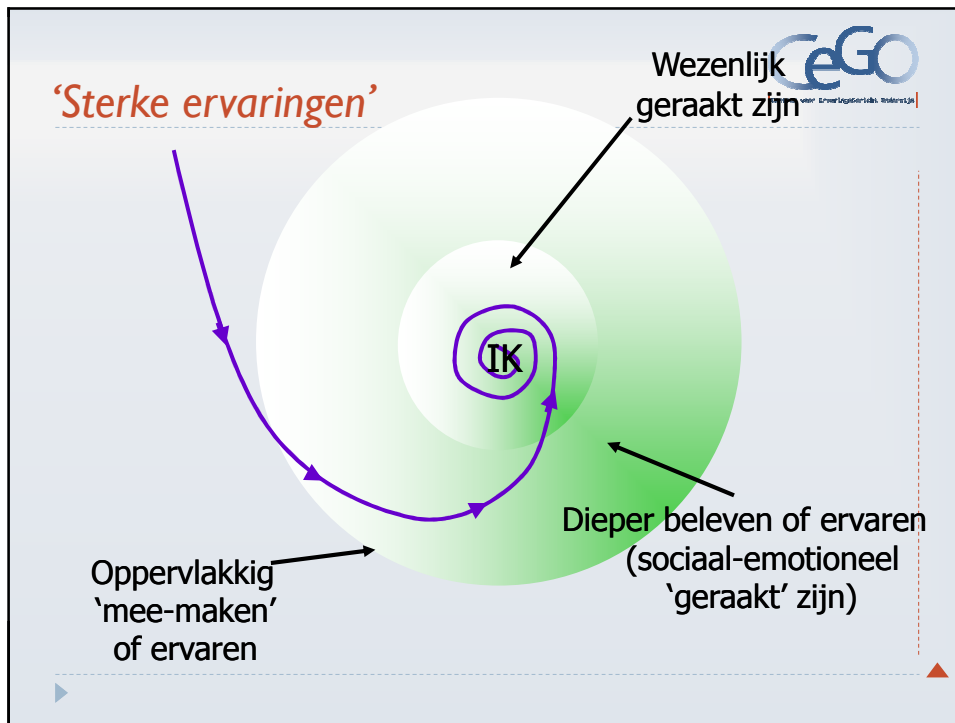 ‘Sterke ervaringen’
CeGO
Wezenlijk
geraakt zijn
IK
Dieper beleven of ervaren
(sociaal-emotioneel
‘geraakt’ zijn)
Oppervlakkig
‘mee-maken’
of ervaren